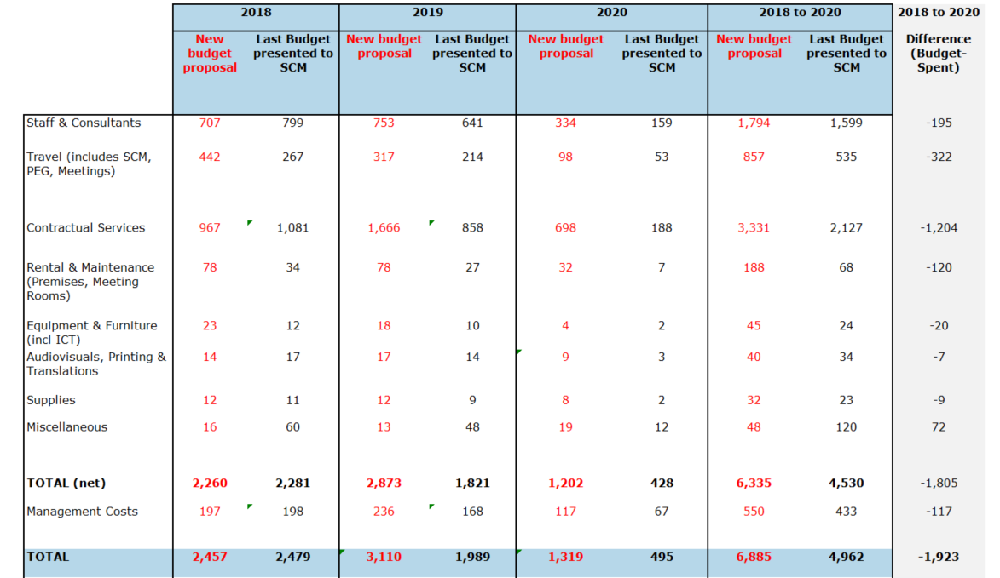 2018 2019 2020 2018 to 2020 2018 to 2020
New budget proposal Last Budget presented to SCM New budget proposal Last Budget presented to SCM New budget proposal Last Budget presented to SCM New budget proposal Last Budget presented to SCM Difference (Budget-Spent)
Staff & Consultants 707 799 753 641 334 159 1,794 1,599 -195
Travel (includes SCM, 442 267 317 214 98 53 857 535 -322
PEG, Meetings)
Contractual Services 967 1,081 1,666 858 698 188 3,331 2,127 -1,204
Rental & Maintenance 78 34 78 27 32 7 188 68 -120
(Premises, Meeting
Rooms)
Equipment & Furniture 23 12 18 10 4 2 45 24 -20
(incl ICT)
Audiovisuals, Printing & 14 17 17 14 9 3 40 34 -7
Translations
Supplies 12 11 12 9 8 2 32 23 -9
Miscellaneous 16 60 13 48 19 12 48 120 72
TOTAL (net) 2,260 2,281 2,873 1,821 1,202 428 6,335 4,530 -1,805
Management Costs 197 198 236 168 117 67 550 433 -117
TOTAL 2,457 2,479 3,110 1,989 1,319 495 6,885 4,962 -1,923